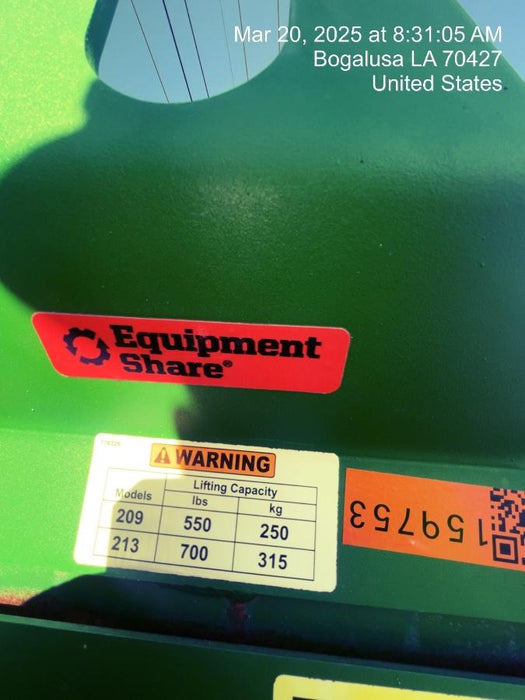 Mar 20, 2025 at 8:31:05 AM
Bogalusa LA 70427
United States
Equipment
Share®
WARNING
Models Lifting Capacity
lbs kg
209 550 250
213 700 315
159753